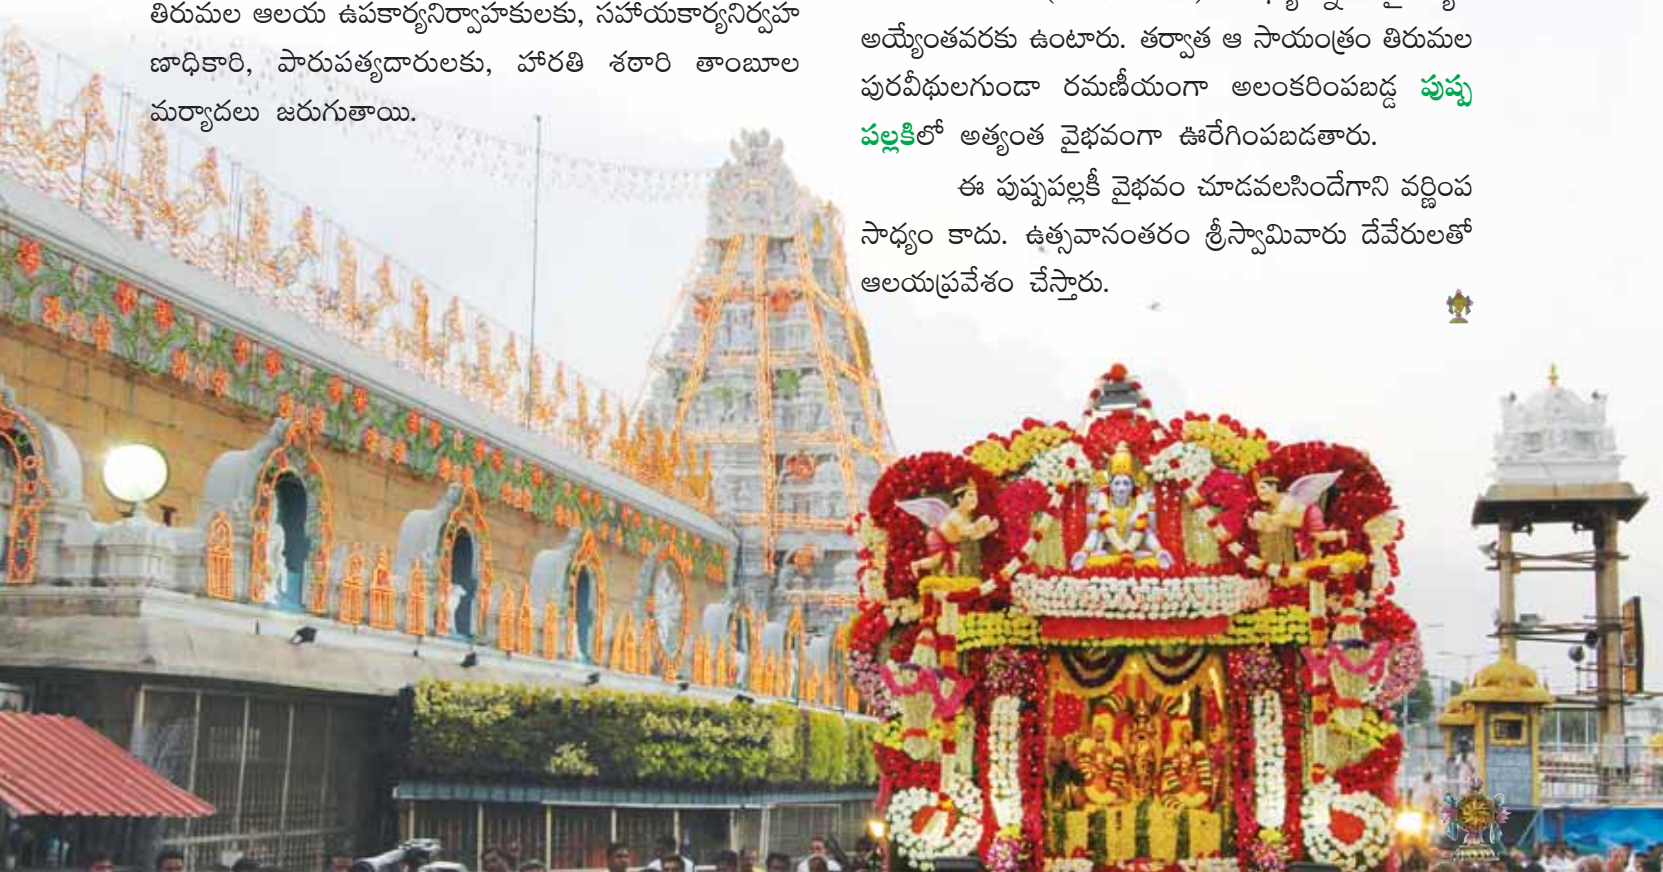 తిరుమల ఆలయ ఉపకార్యనిర్వాహకులకు, సహాయకార్యనిర్వహ
ణాధికారి, పారుపత్యదారులకు, హారతి శఠారి తాంబూల
మర్యాదలు జరుగుతాయి.
అయ్యేంతవరకు ఉంటారు. తర్వాత ఆ సాయంత్రం తిరుమల
పురవీథులగుండా రమణీయంగా అలంకరింపబడ్డ పుష్ప
పల్లకిలో అత్యంత వైభవంగా ఊరేగింపబడతారు.
ఈ పుష్పపల్లకీ వైభవం చూడవలసిందేగాని వర్ణింప
సాధ్యం కాదు. ఉత్సవానంతరం శ్రీస్వామివారు దేవేరులతో
ఆలయప్రవేశం చేస్తారు.